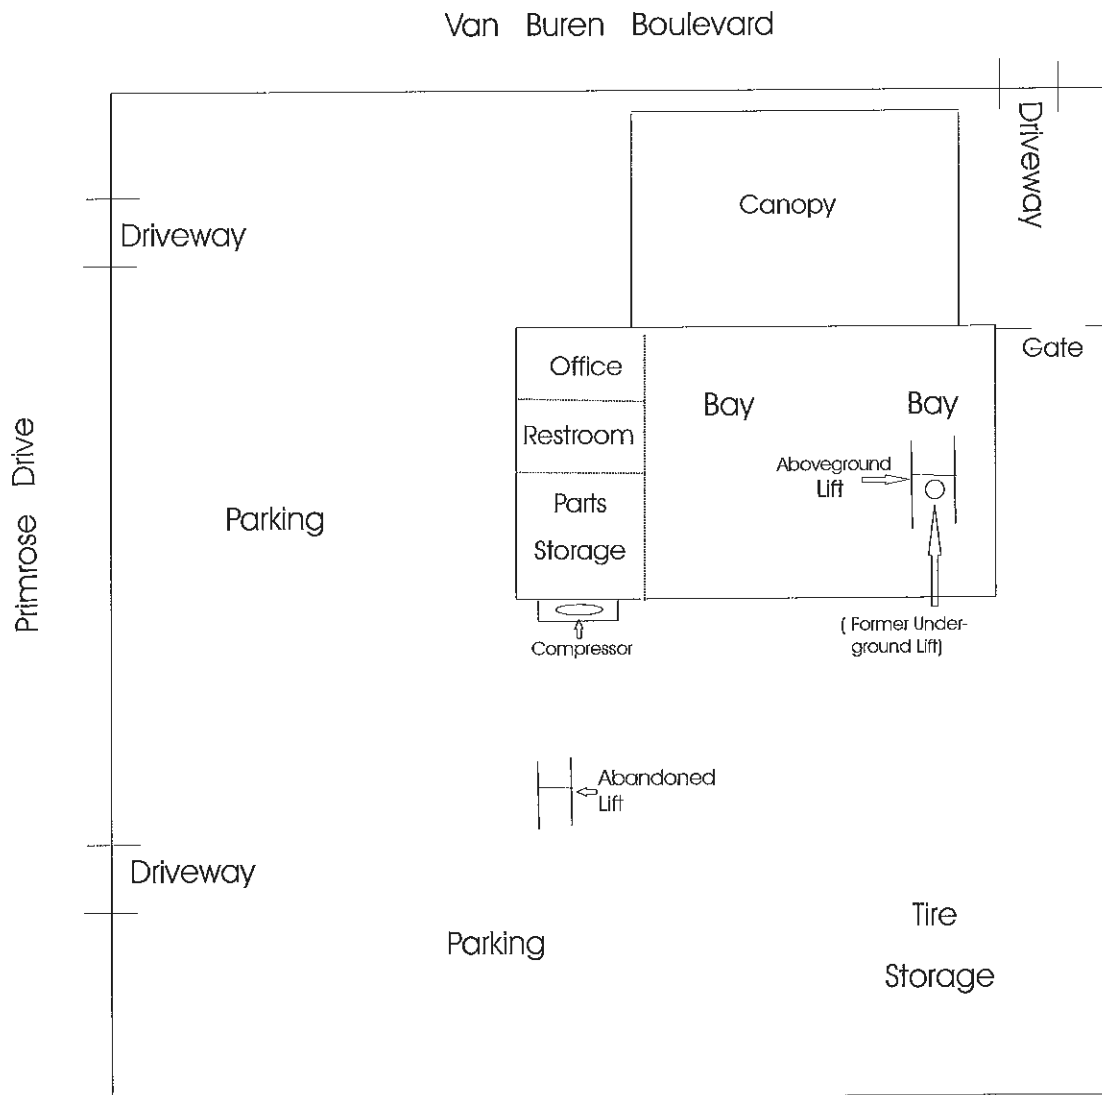 Van Buren Boulevard
Driveway
Canopy
Driveway
Gate
Office
Bay
Bay
Restroom
Aboveground
Lift
Primrose Drive
Parking
Parts
Storage
( Former Under-
ground Lift)
Compressor
Abandoned
Lift
Driveway
Parking
Tire
Storage